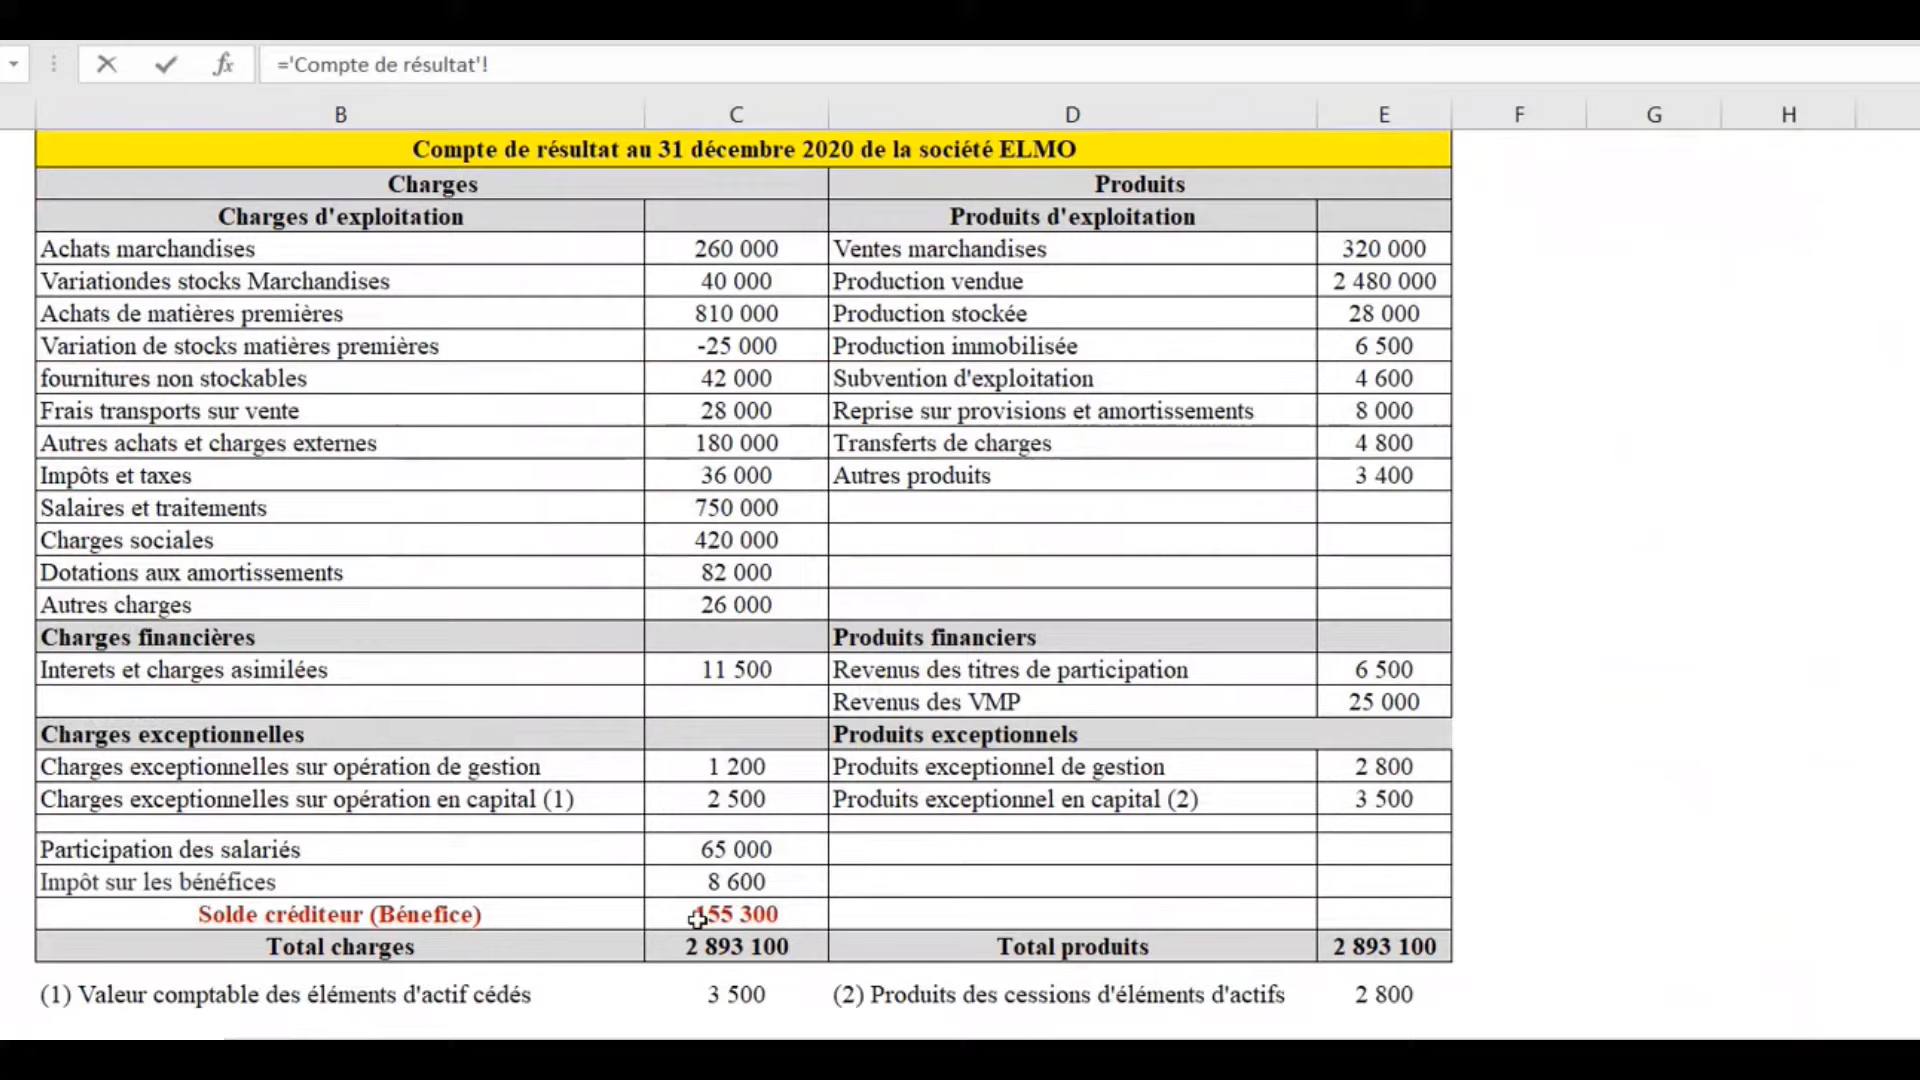 ='Compte de résultat'!
B C D E F G H
Compte de résultat au 31 décembre 2020 de la société ELMO
Charges Produits
Charges d'exploitation Produits d'exploitation
Achats marchandises 260 000 Ventes marchandises 320 000
Variationdes stocks Marchandises 40 000 Production vendue 2 480 000
Achats de matières premières 810 000 Production stockée 28 000
Variation de stocks matières premières -25 000 Production immobilisée 6 500
fournitures non stockables 42 000 Subvention d'exploitation 4 600
Frais transports sur vente 28 000 Reprise sur provisions et amortissements 8 000
Autres achats et charges externes 180 000 Transferts de charges 4 800
Impôts et taxes 36 000 Autres produits 3 400
Salaires et traitements 750 000
Charges sociales 420 000
Dotations aux amortissements 82 000
Autres charges 26 000
Charges financières Produits financiers
Interets et charges asimilées 11 500 Revenus des titres de participation 6 500
Revenus des VMP 25 000
Charges exceptionnelles Produits exceptionnels
Charges exceptionnelles sur opération de gestion 1 200 Produits exceptionnel de gestion 2 800
Charges exceptionnelles sur opération en capital (1) 2 500 Produits exceptionnel en capital (2) 3 500
Participation des salariés 65 000
Impôt sur les bénéfices 8 600
Solde créditeur (Bénefice) 155 300
Total charges 2 893 100 Total produits 2 893 100
(1) Valeur comptable des éléments d'actif cédés 3 500 (2) Produits des cessions d'éléments d'actifs 2 800